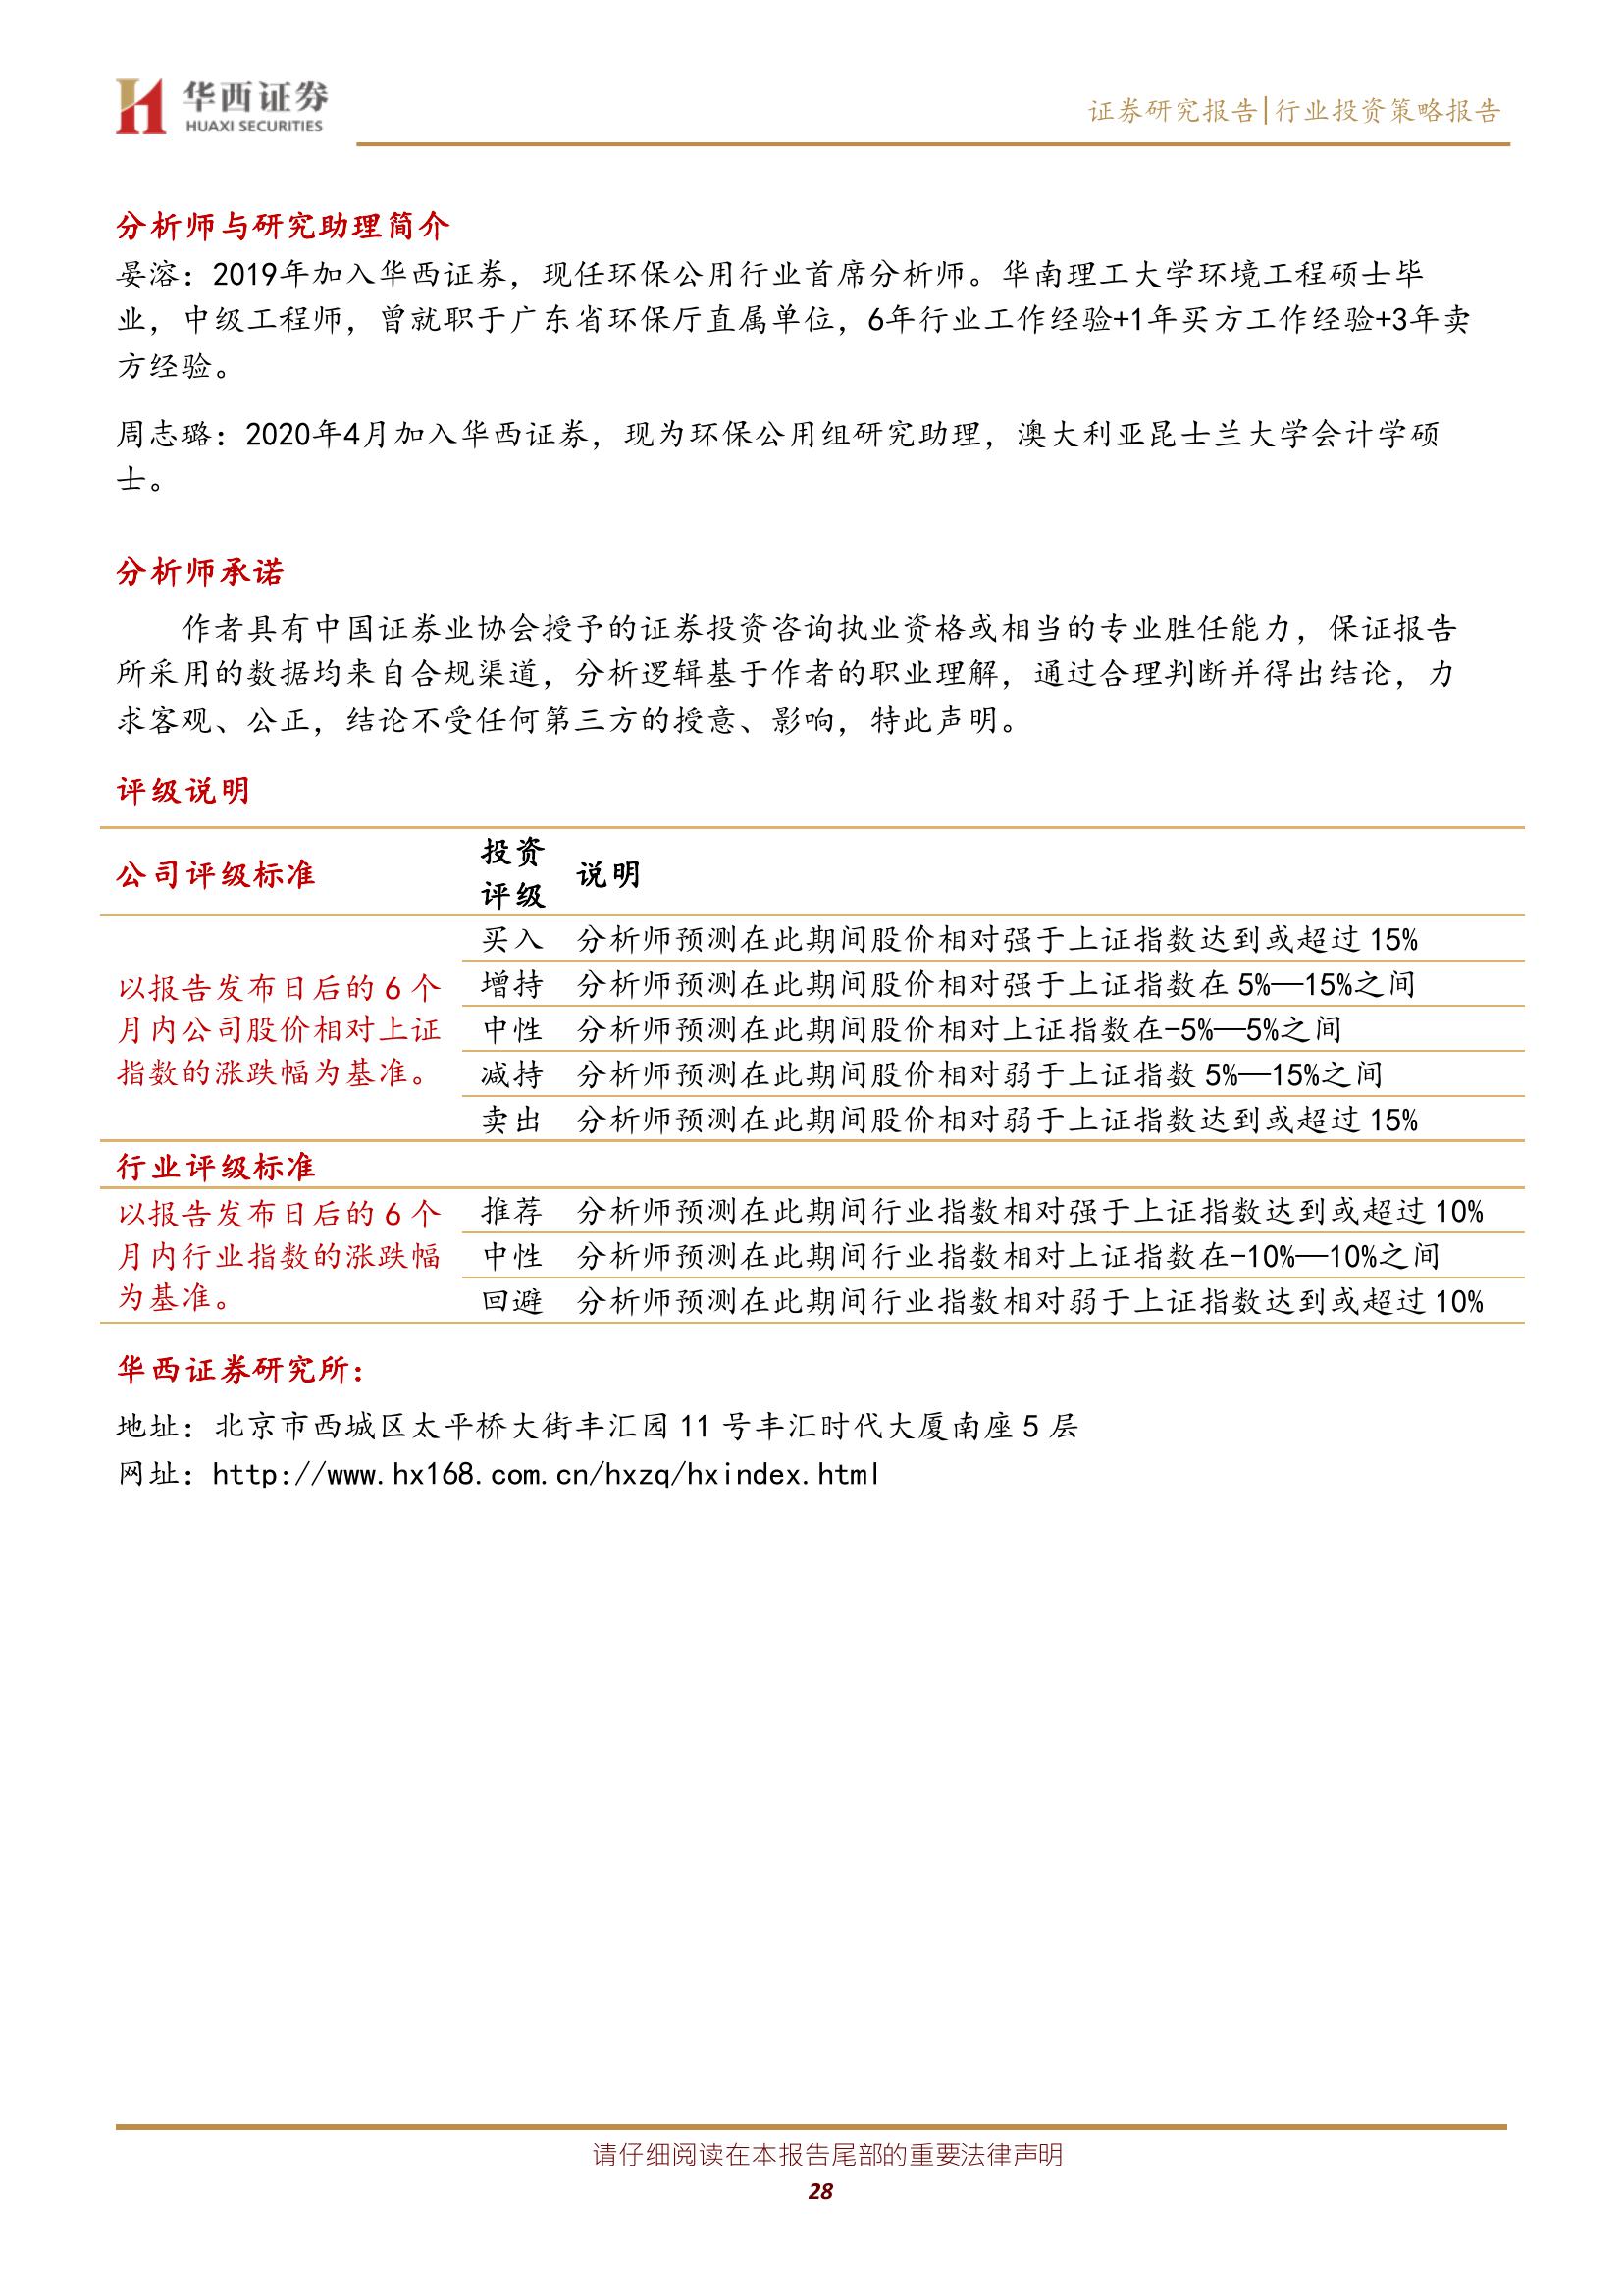 华西证券
HUAXI SECURITIES
证券研究报告|行业投资策略报告
分析师与研究助理简介
晏溶：2019年加入华西证券，现任环保公用行业首席分析师。华南理工大学环境工程硕士毕
业，中级工程师，曾就职于广东省环保厅直属单位，6年行业工作经验+1年买方工作经验+3年卖
方经验。
周志璐：2020年4月加入华西证券，现为环保公用组研究助理，澳大利亚昆士兰大学会计学硕
士。
分析师承诺
作者具有中国证券业协会授予的证券投资咨询执业资格或相当的专业胜任能力，保证报告
所采用的数据均来自合规渠道，分析逻辑基于作者的职业理解，通过合理判断并得出结论，力
求客观、公正，结论不受任何第三方的授意、影响，特此声明。
评级说明
公司评级标准
投资
评级
说明
以报告发布日后的 6 个
月内公司股价相对上证
指数的涨跌幅为基准。
买入 分析师预测在此期间股价相对强于上证指数达到或超过 15%
增持 分析师预测在此期间股价相对强于上证指数在 5%—15%之间
中性 分析师预测在此期间股价相对上证指数在-5%—5%之间
减持 分析师预测在此期间股价相对弱于上证指数 5%—15%之间
卖出 分析师预测在此期间股价相对弱于上证指数达到或超过 15%
行业评级标准
以报告发布日后的 6 个
月内行业指数的涨跌幅
为基准。
推荐 分析师预测在此期间行业指数相对强于上证指数达到或超过 10%
中性 分析师预测在此期间行业指数相对上证指数在-10%—10%之间
回避 分析师预测在此期间行业指数相对弱于上证指数达到或超过 10%
华西证券研究所：
地址：北京市西城区太平桥大街丰汇园 11 号丰汇时代大厦南座 5 层
网址：http://www.hx168.com.cn/hxzq/hxindex.html
请仔细阅读在本报告尾部的重要法律声明
28